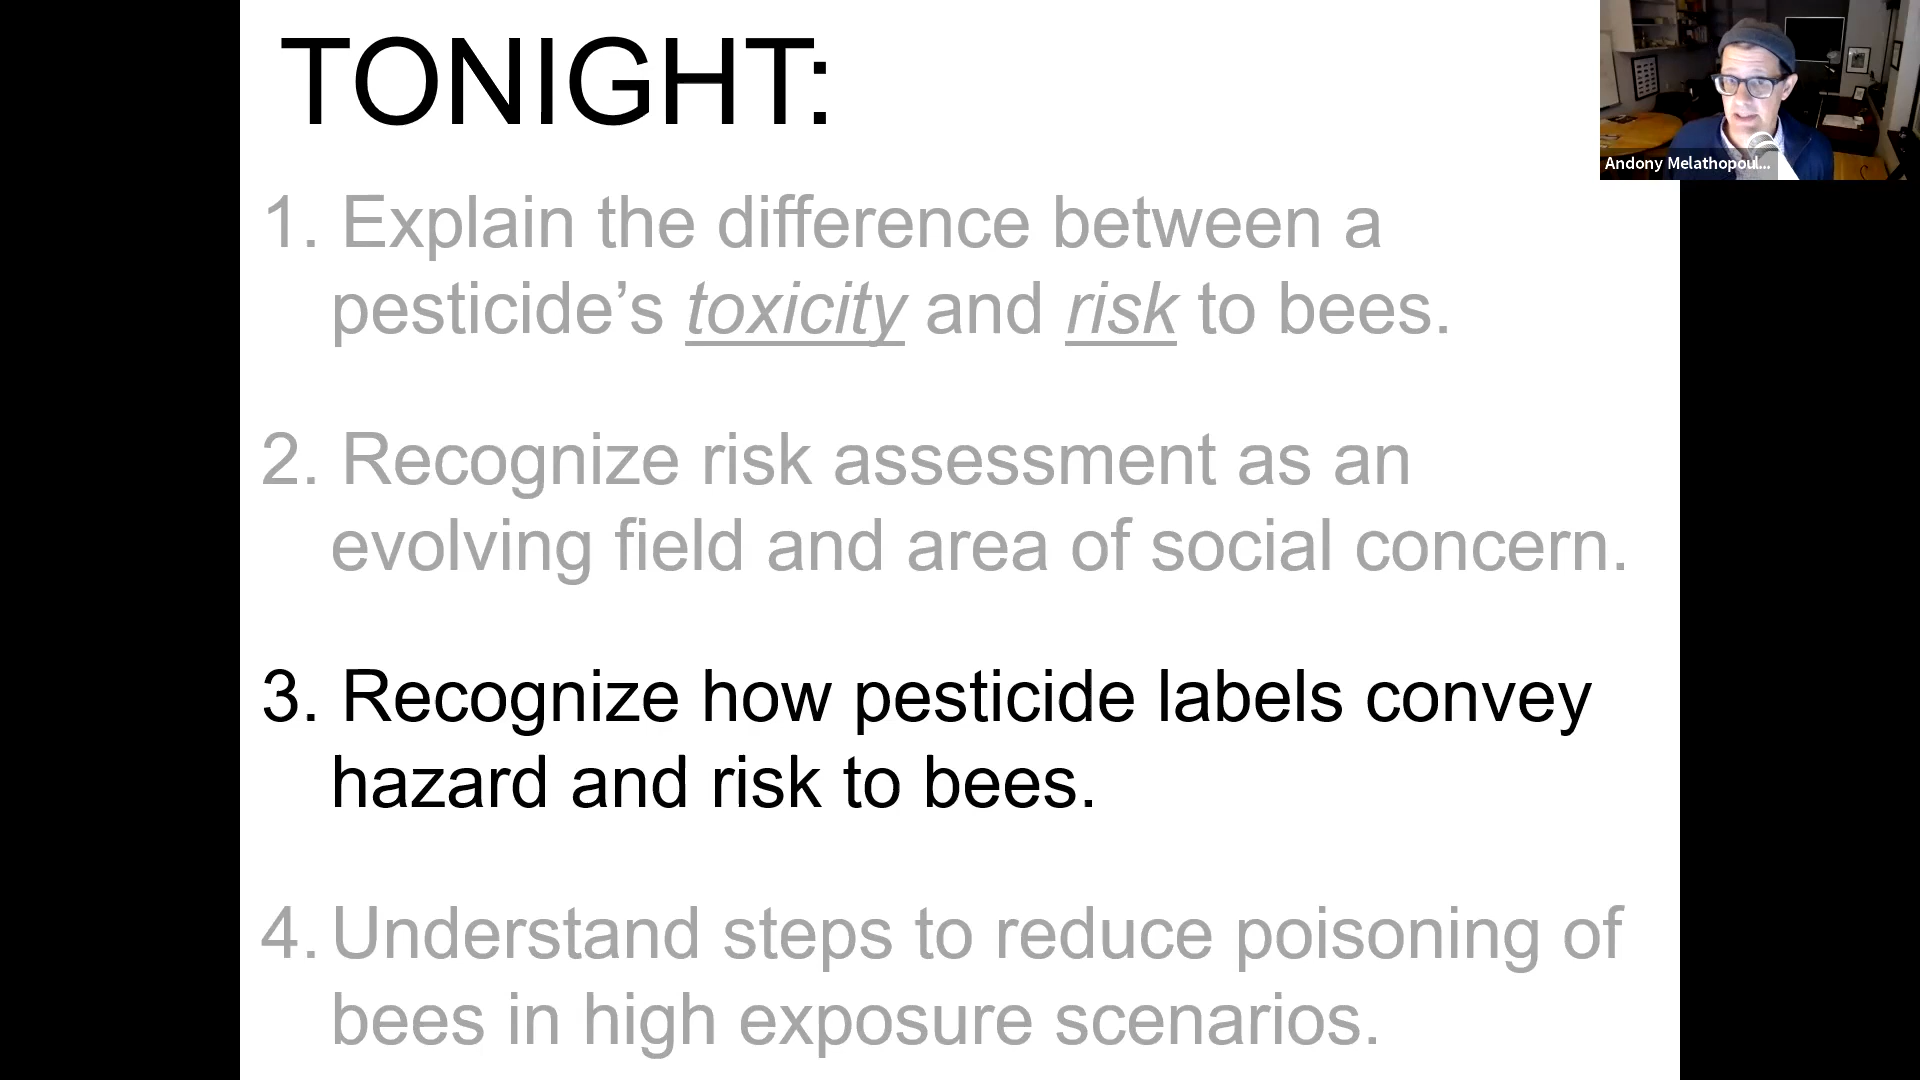 TONIGHT:
1. Explain the difference between a
pesticide’s toxicity and risk to bees.
2. Recognize risk assessment as an
evolving field and area of social concern.
3. Recognize how pesticide labels convey
hazard and risk to bees.
4. Understand steps to reduce poisoning of
bees in high exposure scenarios.
Andony Melathopoul...